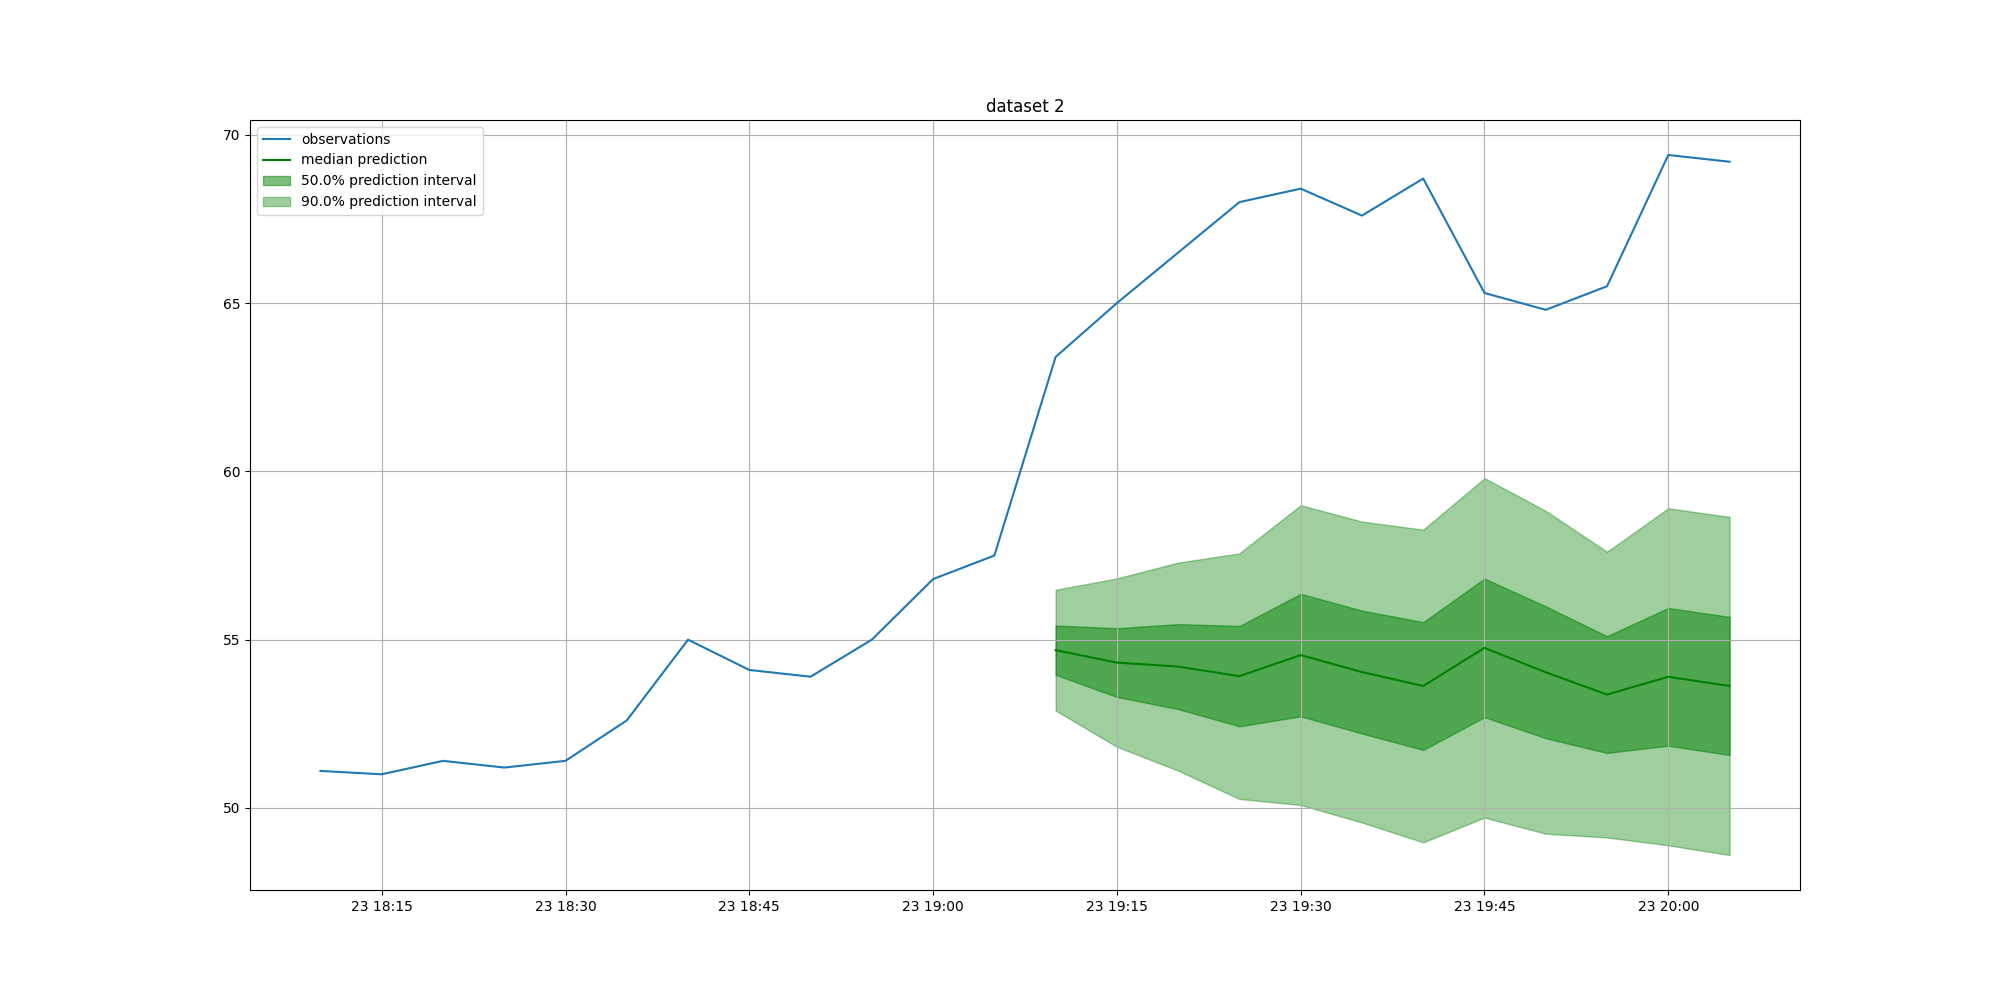 dataset 2
observations
median prediction
50.0% prediction interval
90.0% prediction interval
70
65
60
55
50
23 18:15
23 18:30
23 18:45
23 19:00
23 19:15
23 19:30
23 19:45
23 20:00